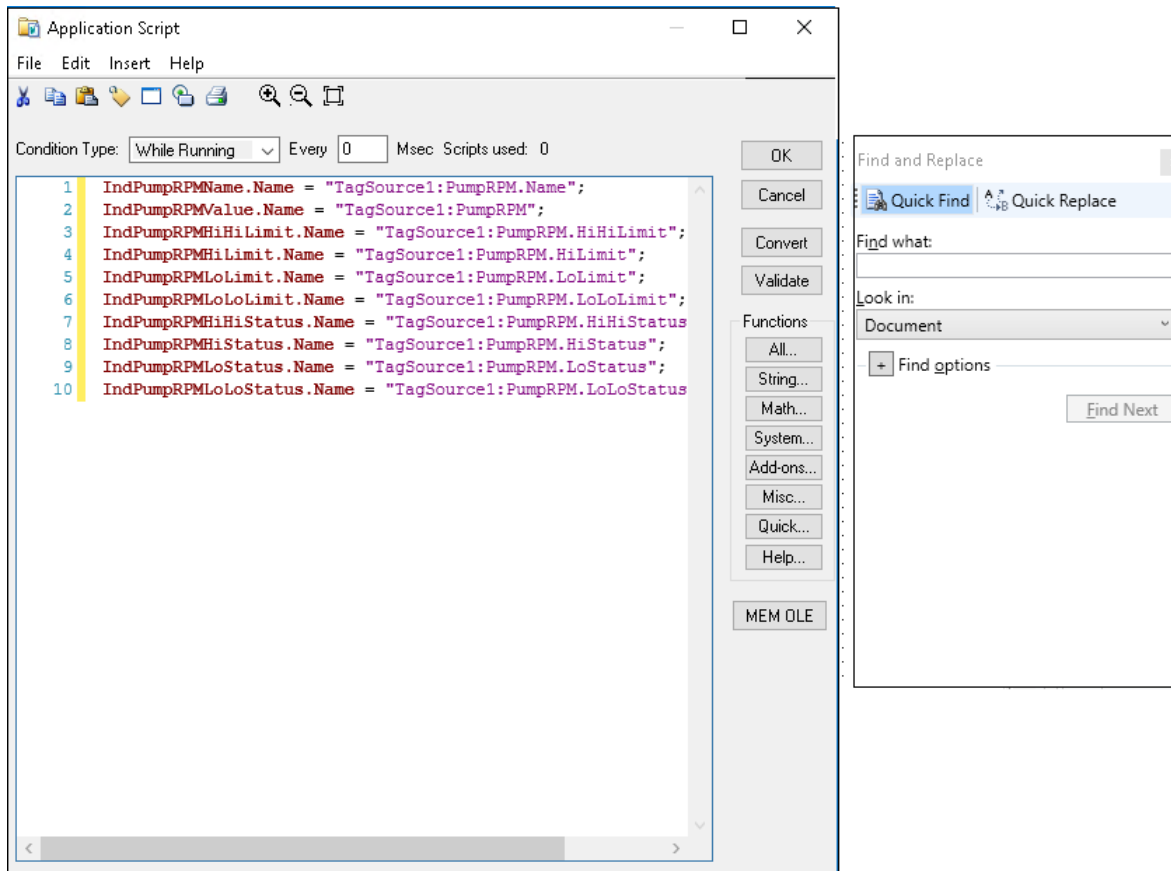 Application Script
File Edit Insert Help
Condition Type: While Running Every 0 Msec Scripts used: 0
1 IndPumpRPMName.Name = "TagSource1:PumpRPM.Name";
2 IndPumpRPMValue.Name = "TagSource1:PumpRPM";
3 IndPumpRPMHiHiLimit.Name = "TagSource1:PumpRPM.HiHiLimit";
4 IndPumpRPMHiLimit.Name = "TagSource1:PumpRPM.HiLimit";
5 IndPumpRPMLoLimit.Name = "TagSource1:PumpRPM.LoLimit";
6 IndPumpRPMLoLoLimit.Name = "TagSource1:PumpRPM.LoLoLimit";
7 IndPumpRPMHiHiStatus.Name = "TagSource1:PumpRPM.HiHiStatus
8 IndPumpRPMHiStatus.Name = "TagSource1:PumpRPM.HiStatus";
9 IndPumpRPMLoStatus.Name = "TagSource1:PumpRPM.LoStatus";
10 IndPumpRPMLoLoStatus.Name = "TagSource1:PumpRPM.LoLoStatus
OK
Cancel
Convert
Validate
Functions
All...
String...
Math...
System...
Add-ons...
Misc...
Quick...
Help...
MEM OLE
Find and Replace
Quick Find A B Quick Replace
Find what:
Look in:
Document
+ Find options
Find Next